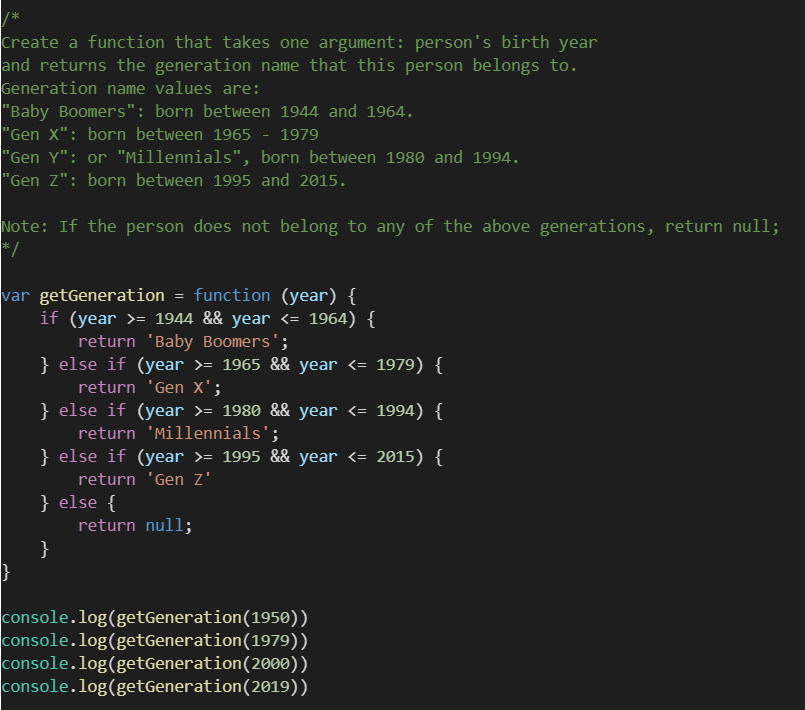 /*
Create a function that takes one argument: person's birth year
and returns the generation name that this person belongs to.
Generation name values are:
"Baby Boomers": born between 1944 and 1964.
"Gen X": born between 1965 - 1979
"Gen Y": or "Millennials", born between 1980 and 1994.
"Gen Z": born between 1995 and 2015.

Note: If the person does not belong to any of the above generations, return null;
*/

var getGeneration = function (year) {
    if (year >= 1944 && year <= 1964) {
        return 'Baby Boomers';
    } else if (year >= 1965 && year <= 1979) {
        return 'Gen X';
    } else if (year >= 1980 && year <= 1994) {
        return 'Millennials';
    } else if (year >= 1995 && year <= 2015) {
        return 'Gen Z'
    } else {
        return null;
    }
}

console.log(getGeneration(1950))
console.log(getGeneration(1979))
console.log(getGeneration(2000))
console.log(getGeneration(2019))